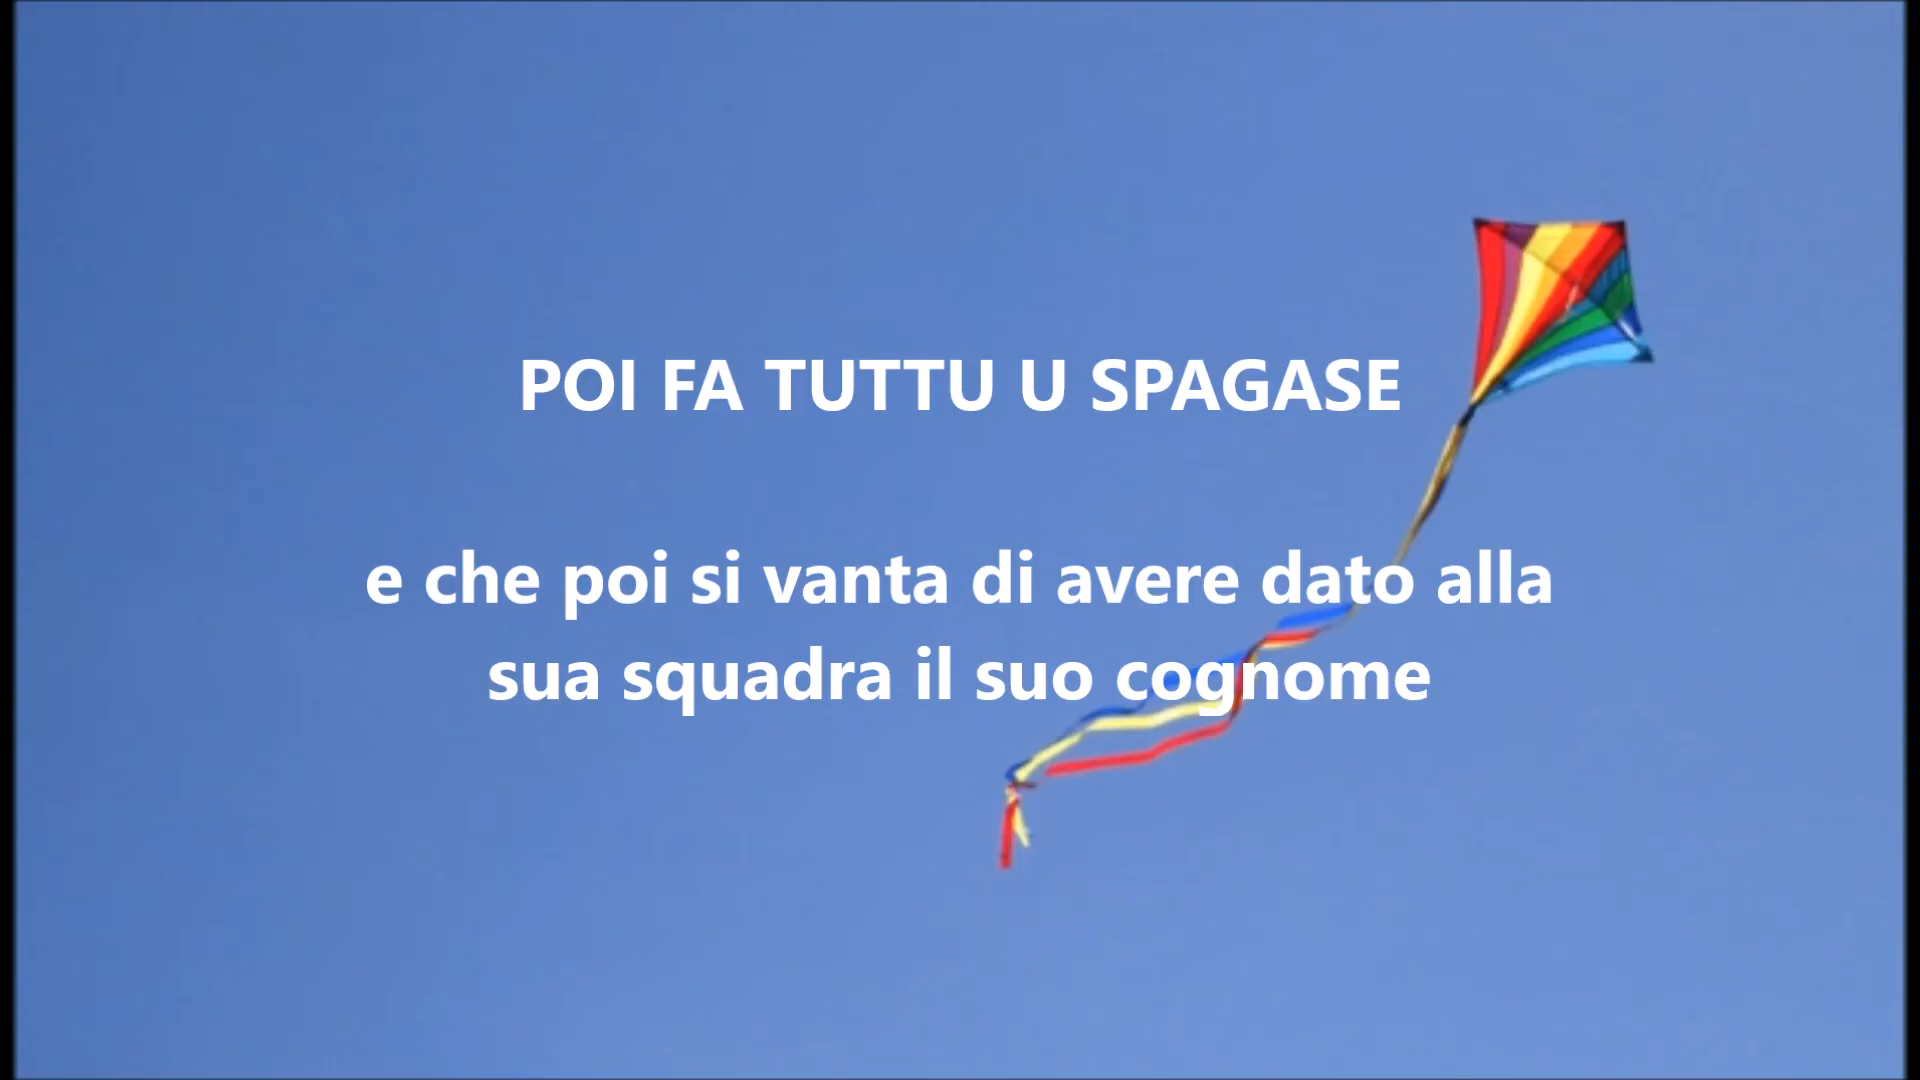 POI FA TUTTU U SPAGASE
e che poi si vanta di avere dato alla
sua squadra il suo cognome